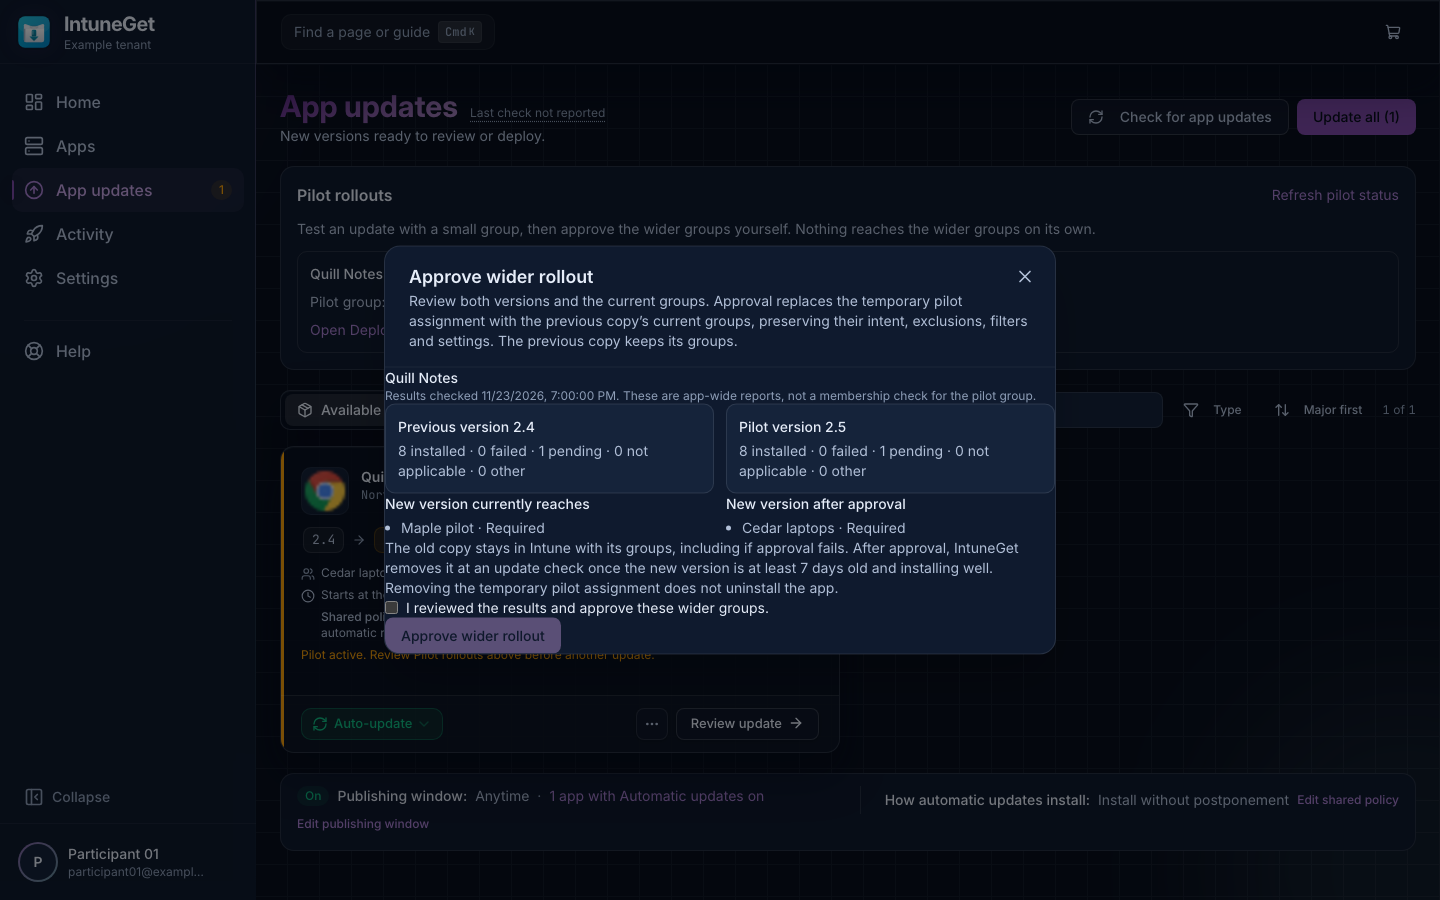 IntuneGet
Example tenant
Find a page or guide
Cmd K
Home
Apps
App updates
1
Activity
Settings
Help
App updates
Last check not reported
New versions ready to review or deploy.
Check for app updates
Update all (1)
Pilot rollouts
Refresh pilot status
Test an update with a small group, then approve the wider groups yourself. Nothing reaches the wider groups on its own.
Quill Notes
Pilot group:
Open
Approve wider rollout
Review both versions and the current groups. Approval replaces the temporary pilot
assignment with the previous copy’s current groups, preserving their intent, exclusions, filters
and settings. The previous copy keeps its groups.
Quill Notes
Results checked 11/23/2026, 7:00:00 PM. These are app-wide reports, not a membership check for the pilot group.
Previous version 2.4
8 installed · 0 failed · 1 pending · 0 not
applicable · 0 other
Pilot version 2.5
8 installed · 0 failed · 1 pending · 0 not
applicable · 0 other
New version currently reaches
• Maple pilot · Required
New version after approval
• Cedar laptops · Required
The old copy stays in Intune with its groups, including if approval fails. After approval, IntuneGet
removes it at an update check once the new version is at least 7 days old and installing well.
Removing the temporary pilot assignment does not uninstall the app.
I reviewed the results and approve these wider groups.
Approve wider rollout
Available
Type
Major first
1 of 1
2.4
Cedar
Starts at
Shared
automatic
Pilot active. Review Pilot rollouts above before another update.
Auto-update
Review update
On
Publishing window: Anytime · 1 app with Automatic updates on
Edit publishing window
How automatic updates install: Install without postponement
Edit shared policy
Collapse
P
Participant 01
participant01@exampl...